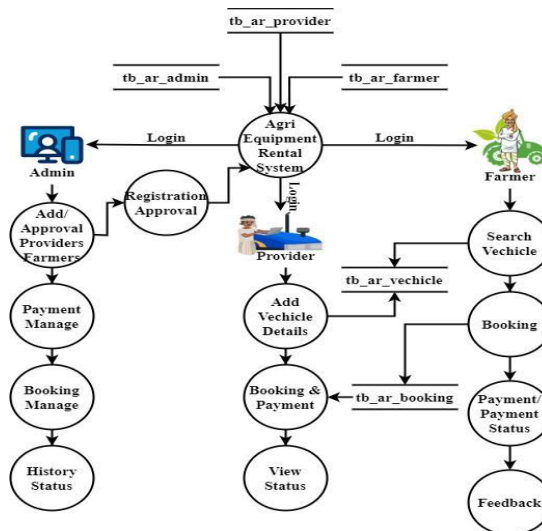 tb_ar_provider
tb_ar_admin
tb_ar_farmer
Agri
Equipment
Rental
System
Login
Login
Login
Admin
Farmer
Registration
Approval
Add/
Approval
Providers
Farmers
Provider
Search
Vechicle
tb_ar_vechicle
Payment
Manage
Add
Vechicle
Details
Booking
Booking
Manage
Booking &
Payment
tb_ar_booking
Payment/
Payment
Status
History
Status
View
Status
Feedback